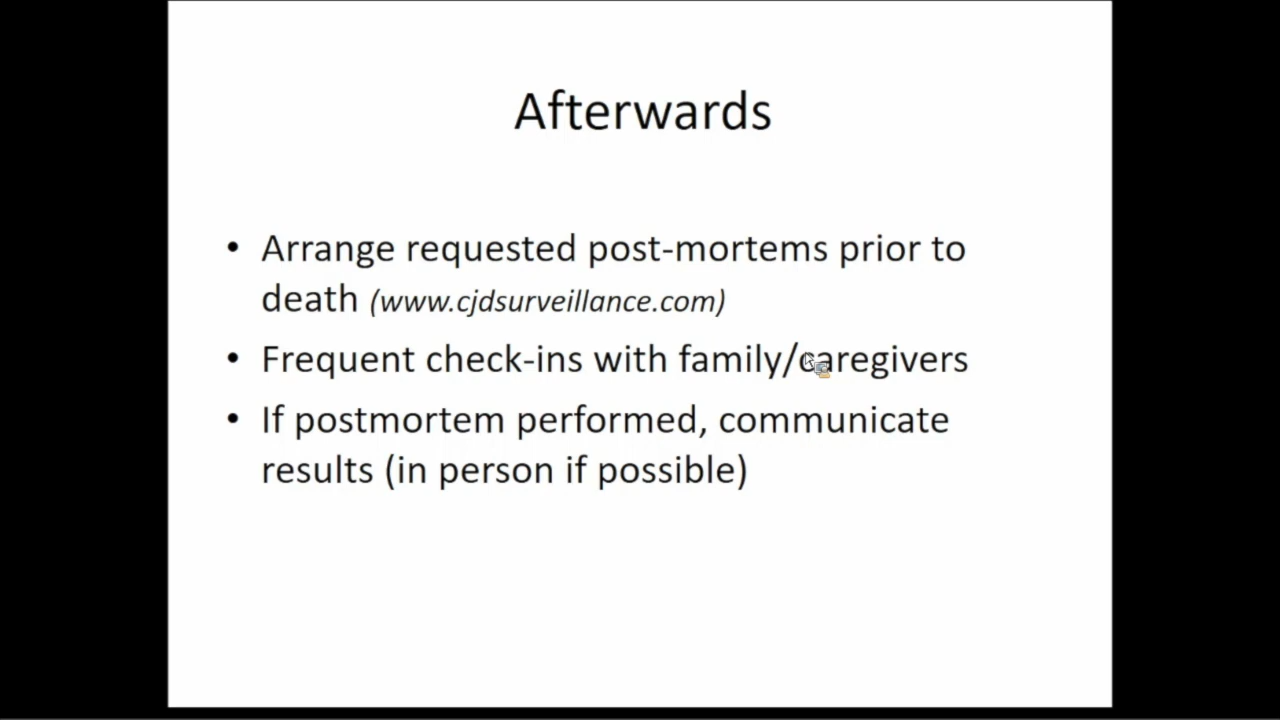 Afterwards
• Arrange requested post-mortems prior to
death (www.cjdsurveillance.com)
• Frequent check-ins with family/caregivers
• If postmortem performed, communicate
results (in person if possible)